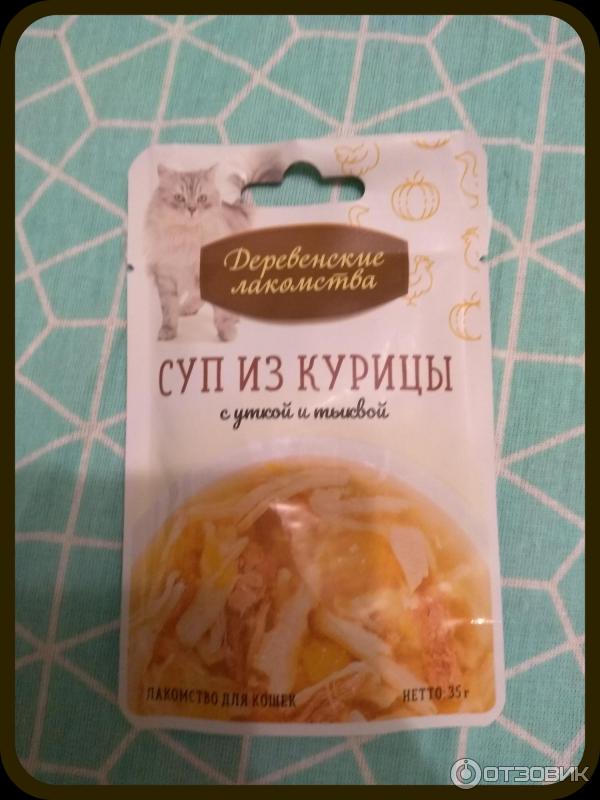 Деревенские
лакомства
СУП ИЗ КУРИЦЫ
с уткой и тыквой
ЛАКОМСТВО ДЛЯ КОШЕК
НЕТТО: 35 г
ОТЗОВИК